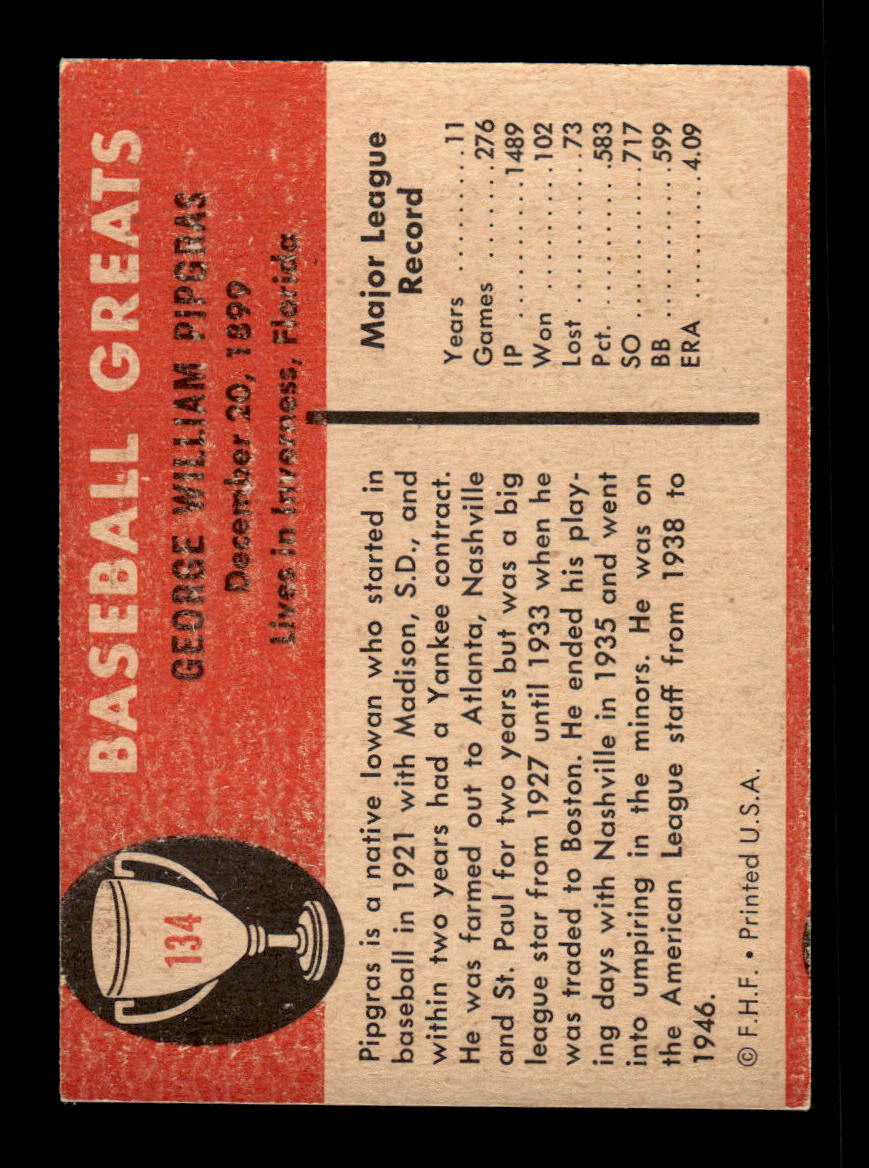 134
BASEBALL GREATS
GEORGE WILLIAM PIPGRAS
December 20, 1899
Lives in Inverness, Florida
Pipgras is a native Iowan who started in
baseball in 1921 with Madison, S.D., and
within two years had a Yankee contract.
He was farmed out to Atlanta, Nashville
and St. Paul for two years but was a big
league star from 1927 until 1933 when he
was traded to Boston. He ended his play-
ing days with Nashville in 1935 and went
into umpiring in the minors. He was on
the American League staff from 1938 to
1946.
© F.H.F. • Printed U.S.A.
Major League
Record
Years ..........11
Games ........276
IP ............1489
Won ..........102
Lost ............73
Pct. ...........583
SO ............717
BB ............599
ERA ..........4.09